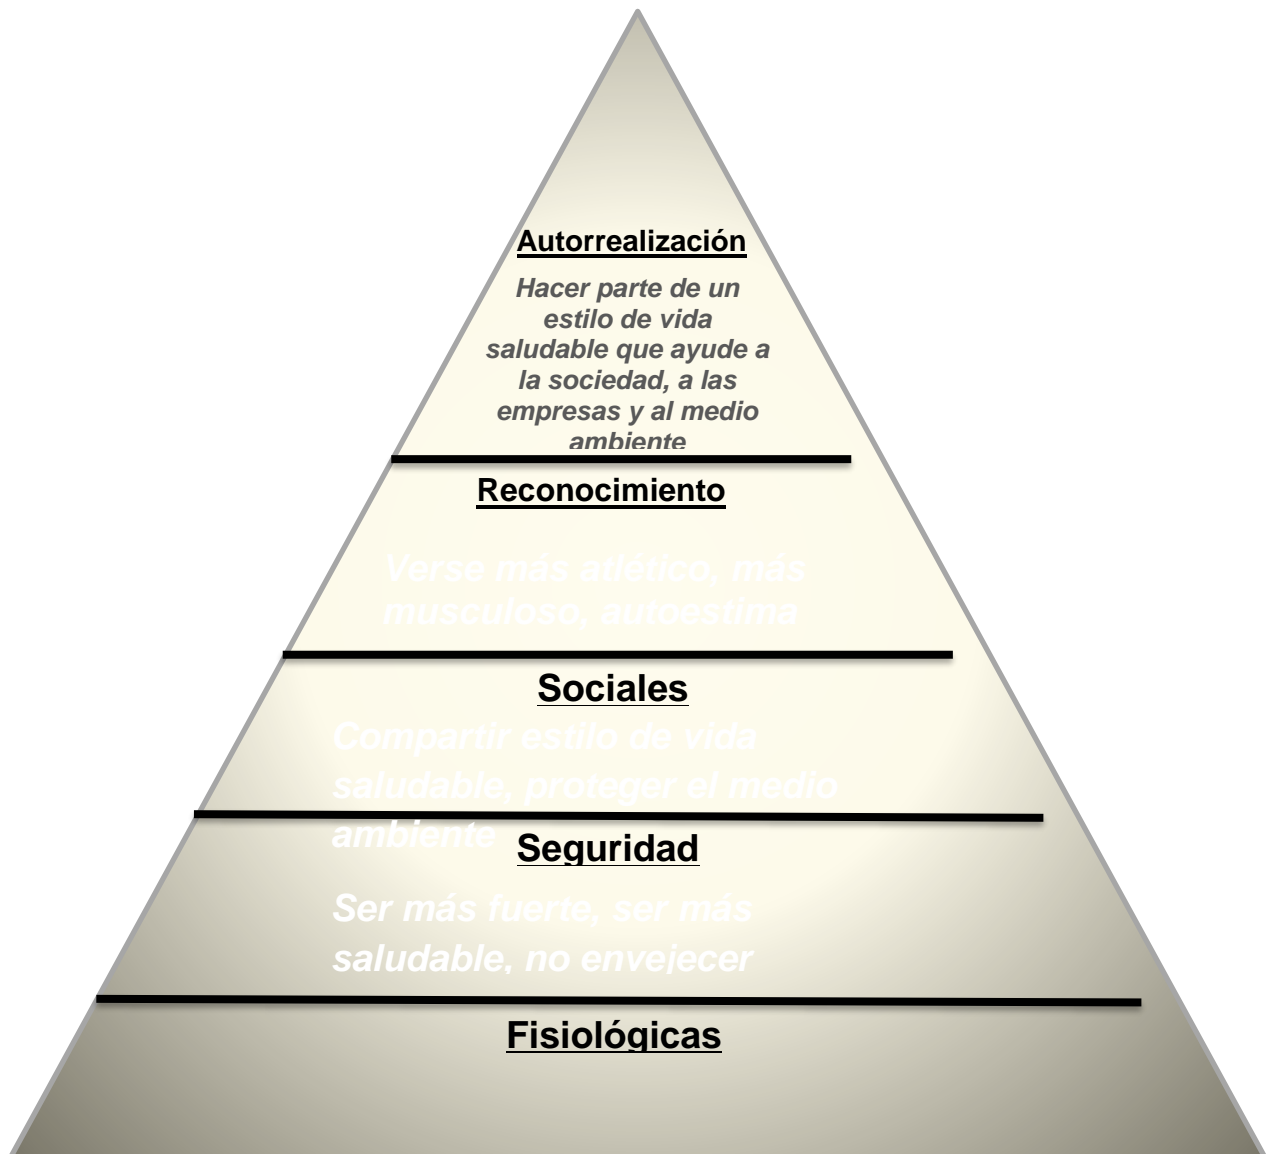 Autorrealización
Hacer parte de un
estilo de vida
saludable que ayude a
la sociedad, a las
empresas y al medio
ambiente
Reconocimiento
Verse más atlético, más
musculoso, autoestima
Sociales
Compartir estilo de vida
saludable, proteger el medio
ambiente
Seguridad
Ser más fuerte, ser más
saludable, no envejecer
Fisiológicas